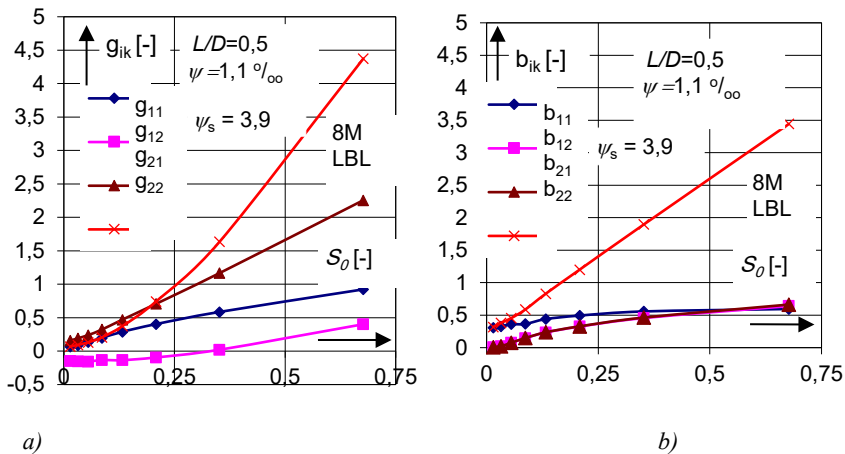 5
4,5
4
3,5
3
2,5
2
1,5
1
0,5
0
-0,5
g_ik [-]
L/D=0,5
ψ=1,1 º/ₒₒ
g_11
g_12
g_21
g_22
ψ_s = 3,9
8M
LBL
S_0 [-]
0
0,25
0,5
0,75
a)
5
4,5
4
3,5
3
2,5
2
1,5
1
0,5
0
b_ik [-]
L/D=0,5
ψ=1,1 º/ₒₒ
b_11
b_12
b_21
b_22
ψ_s = 3,9
8M
LBL
S_0 [-]
0
0,25
0,5
0,75
b)